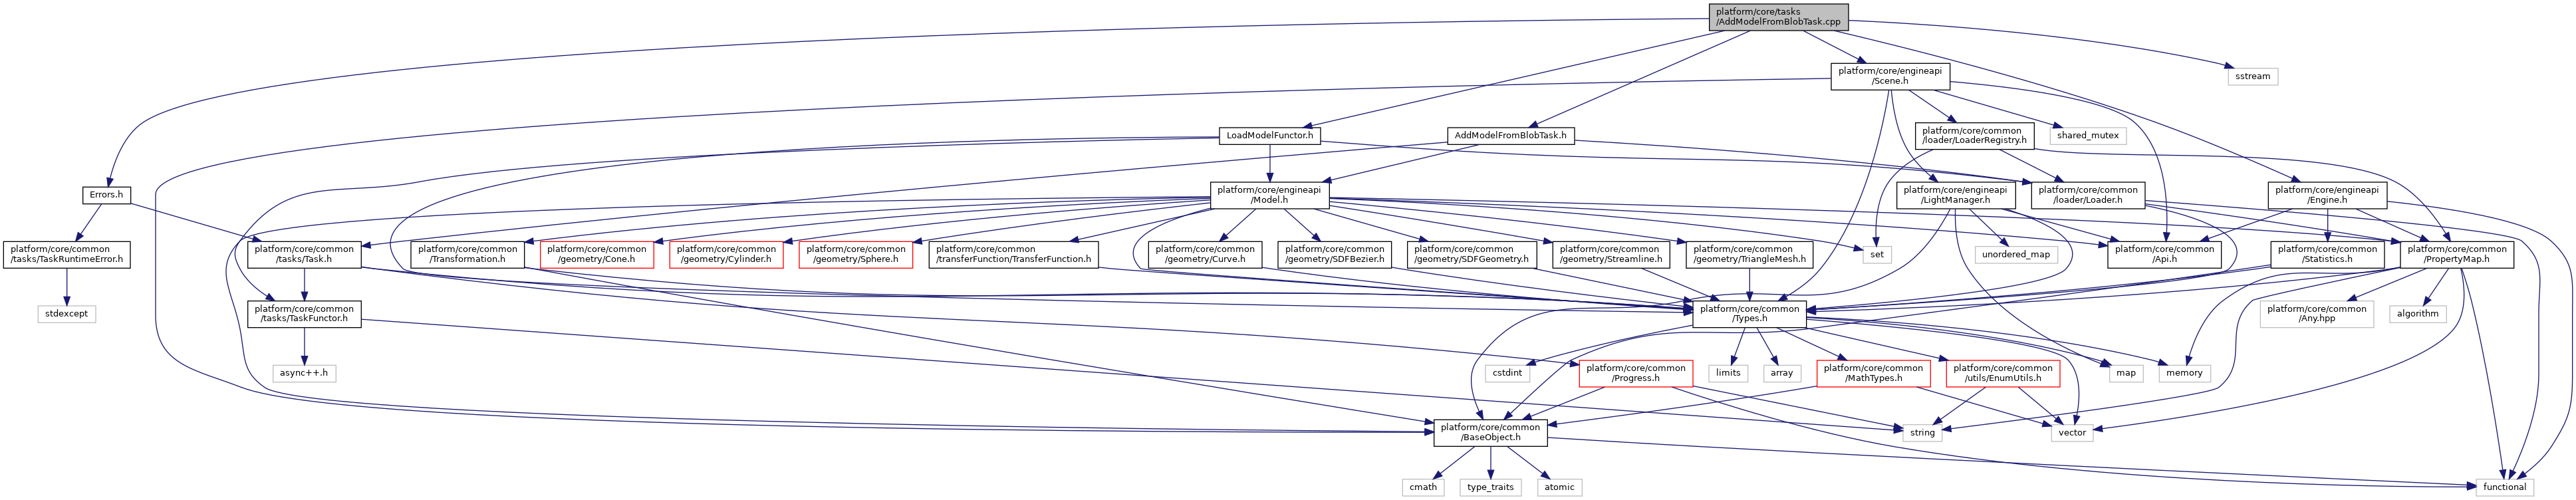 platform/core/tasks
/AddModelFromBlobTask.cpp
platform/core/engineapi
/Scene.h
sstream
LoadModelFunctor.h
AddModelFromBlobTask.h
platform/core/common
/loader/LoaderRegistry.h
shared_mutex
Errors.h
platform/core/engineapi
/Model.h
platform/core/engineapi
/LightManager.h
platform/core/common
/loader/Loader.h
platform/core/engineapi
/Engine.h
platform/core/common
/tasks/TaskRuntimeError.h
platform/core/common
/tasks/Task.h
platform/core/common
/Transformation.h
platform/core/common
/geometry/Cone.h
platform/core/common
/geometry/Cylinder.h
platform/core/common
/geometry/Sphere.h
platform/core/common
/transferFunction/TransferFunction.h
platform/core/common
/geometry/Curve.h
platform/core/common
/geometry/SDFBezier.h
platform/core/common
/geometry/SDFGeometry.h
platform/core/common
/geometry/Streamline.h
platform/core/common
/geometry/TriangleMesh.h
set
unordered_map
platform/core/common
/Api.h
platform/core/common
/Statistics.h
platform/core/common
/PropertyMap.h
stdexcept
platform/core/common
/tasks/TaskFunctor.h
platform/core/common
/Types.h
platform/core/common
/Any.hpp
algorithm
async++.h
cstdint
platform/core/common
/Progress.h
limits
array
platform/core/common
/MathTypes.h
platform/core/common
/utils/EnumUtils.h
map
memory
platform/core/common
/BaseObject.h
string
vector
cmath
type_traits
atomic
functional